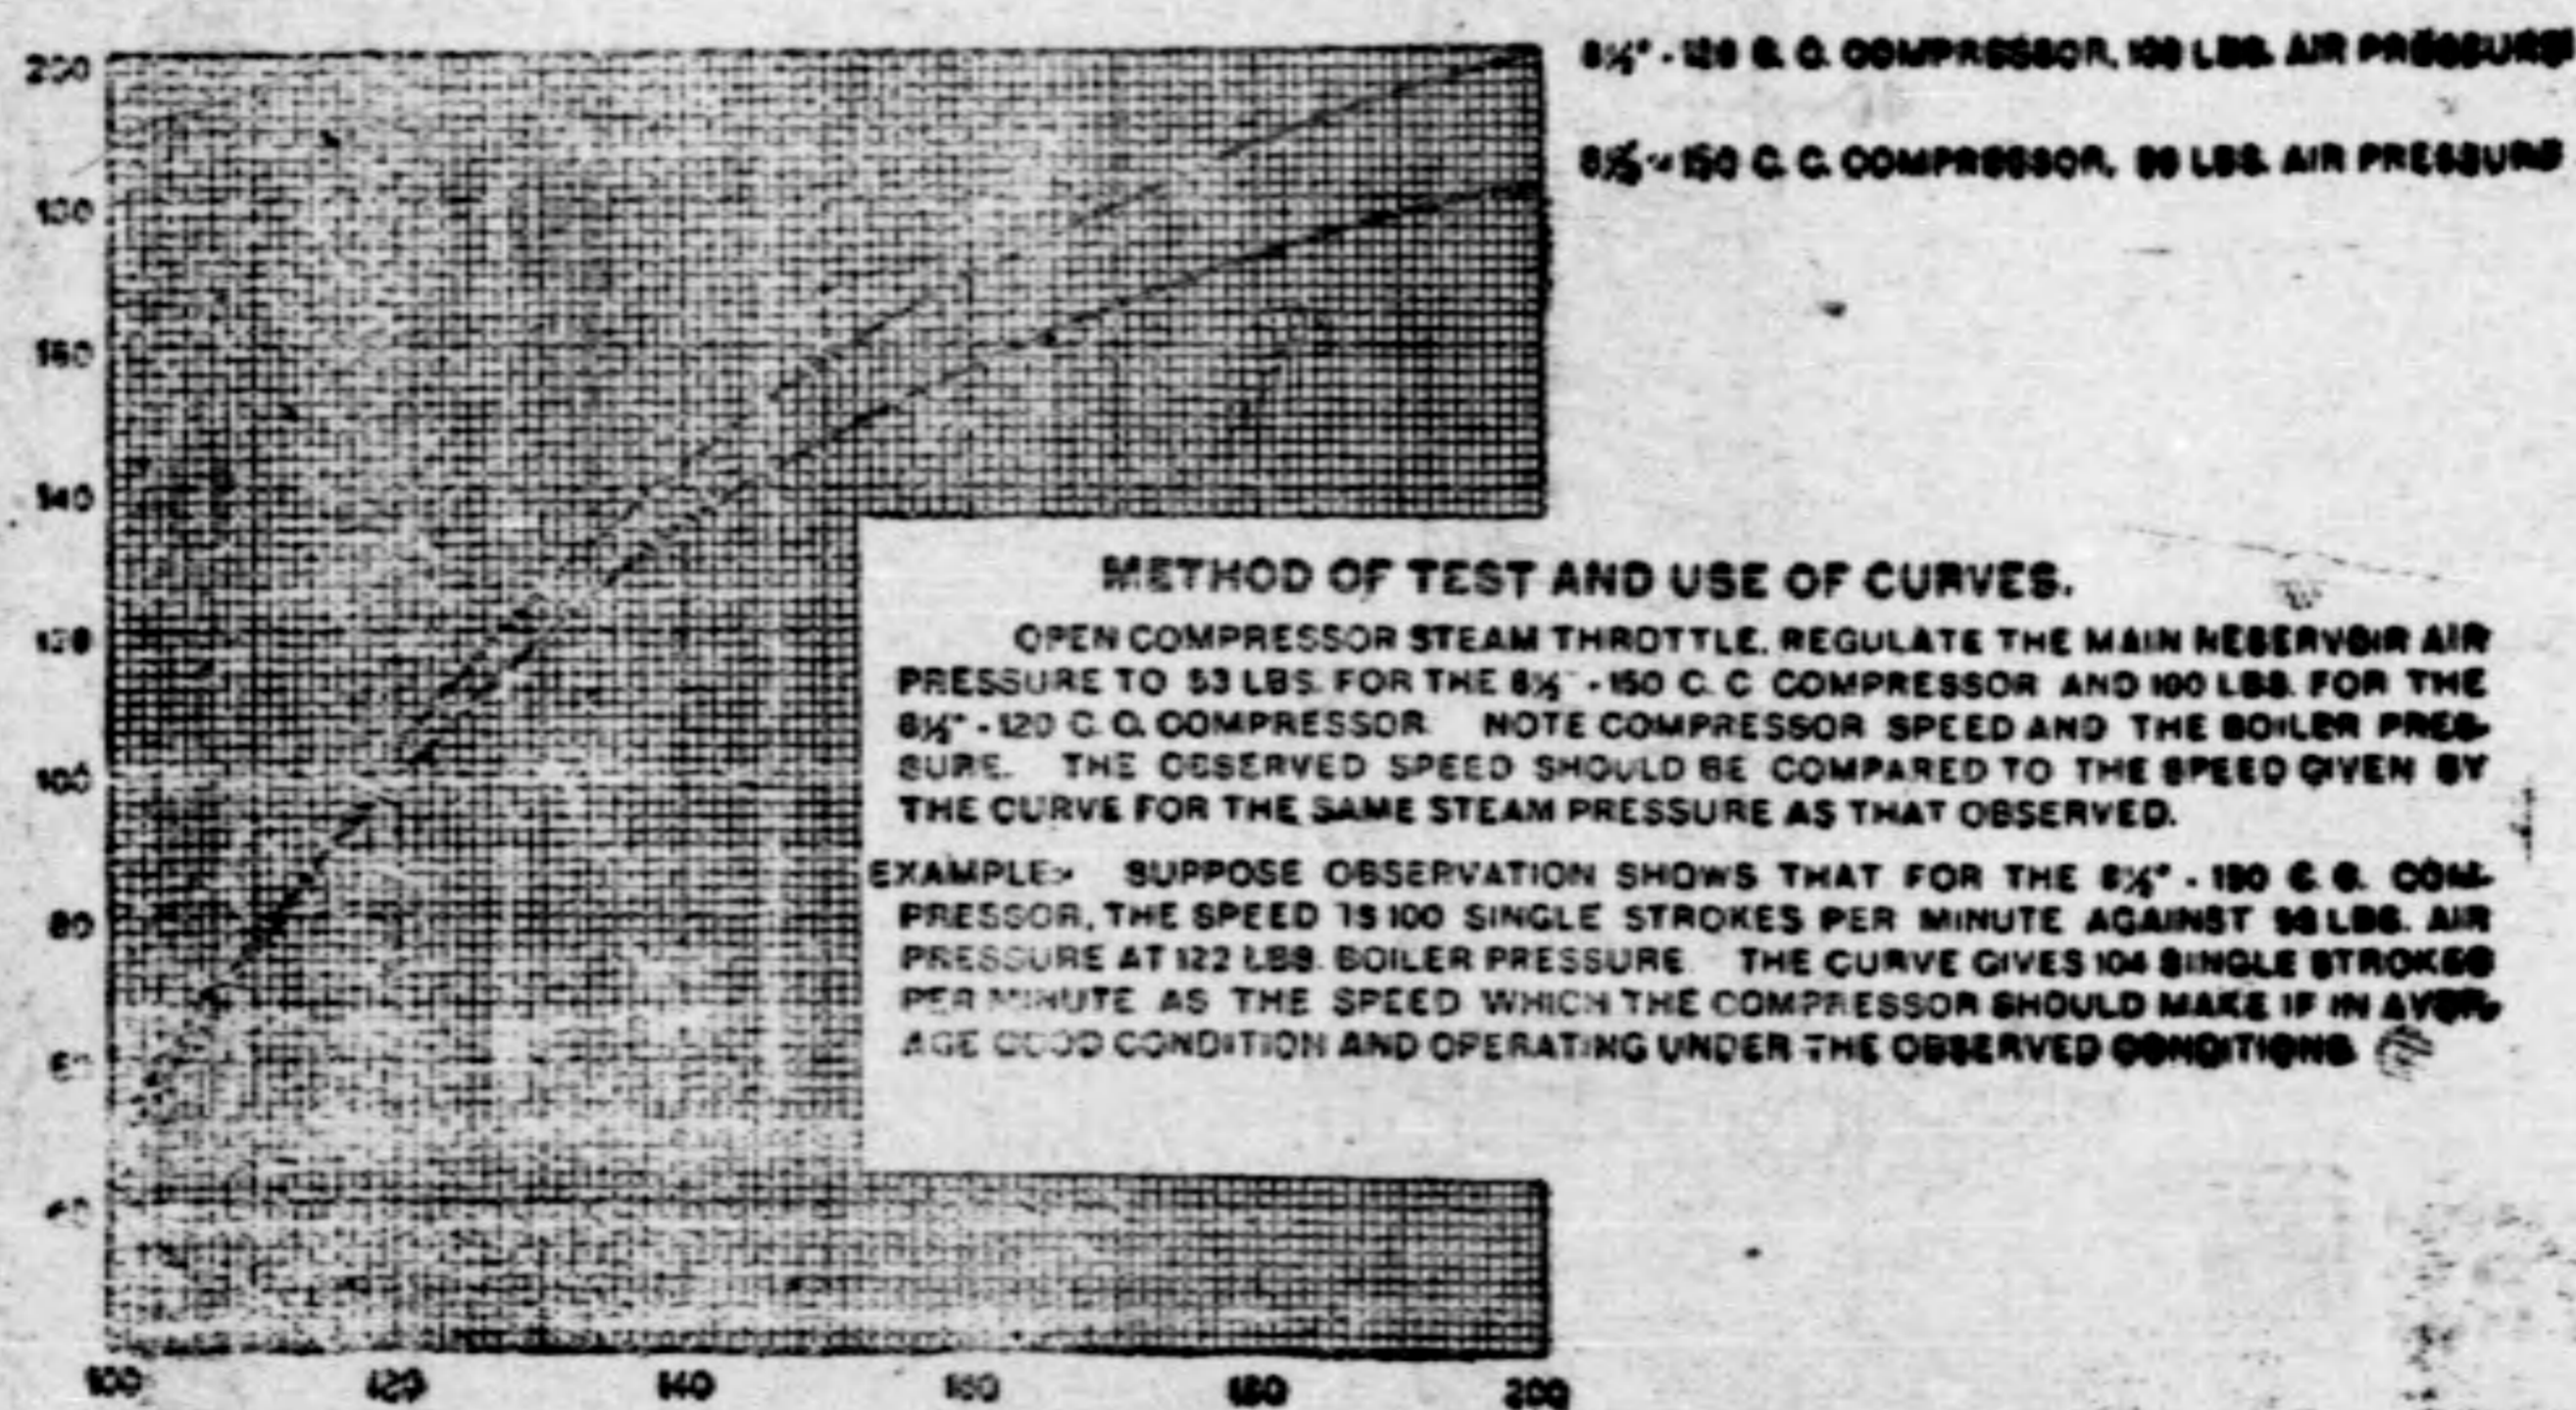 200
8½" - 120 C. C. COMPRESSOR, 100 LBS. AIR PRESSURE
180
8½" - 150 C. C. COMPRESSOR, LBS. AIR PRESSURE
160
140
METHOD OF TEST AND USE OF CURVES.
OPEN COMPRESSOR STEAM THROTTLE. REGULATE THE MAIN RESERVOIR AIR
120
PRESSURE TO 53 LBS. FOR THE 8½" - 150 C. C COMPRESSOR AND 100 LBS. FOR THE
8½" - 120 C. C. COMPRESSOR NOTE COMPRESSOR SPEED AND THE BOILER PRES-
SURE. THE OBSERVED SPEED SHOULD BE COMPARED TO THE SPEED GIVEN BY
100
THE CURVE FOR THE SAME STEAM PRESSURE AS THAT OBSERVED.
EXAMPLE:- SUPPOSE OBSERVATION SHOWS THAT FOR THE 8½" - 150 C. C. COM-
PRESSOR, THE SPEED IS 100 SINGLE STROKES PER MINUTE AGAINST LBS. AIR
80
PRESSURE AT 122 LBS. BOILER PRESSURE. THE CURVE GIVES 104 SINGLE STROKES
PER MINUTE AS THE SPEED WHICH THE COMPRESSOR SHOULD MAKE IF IN AVER-
AGE GOOD CONDITION AND OPERATING UNDER THE OBSERVED CONDITIONS
60
100 120 140 160 180 200